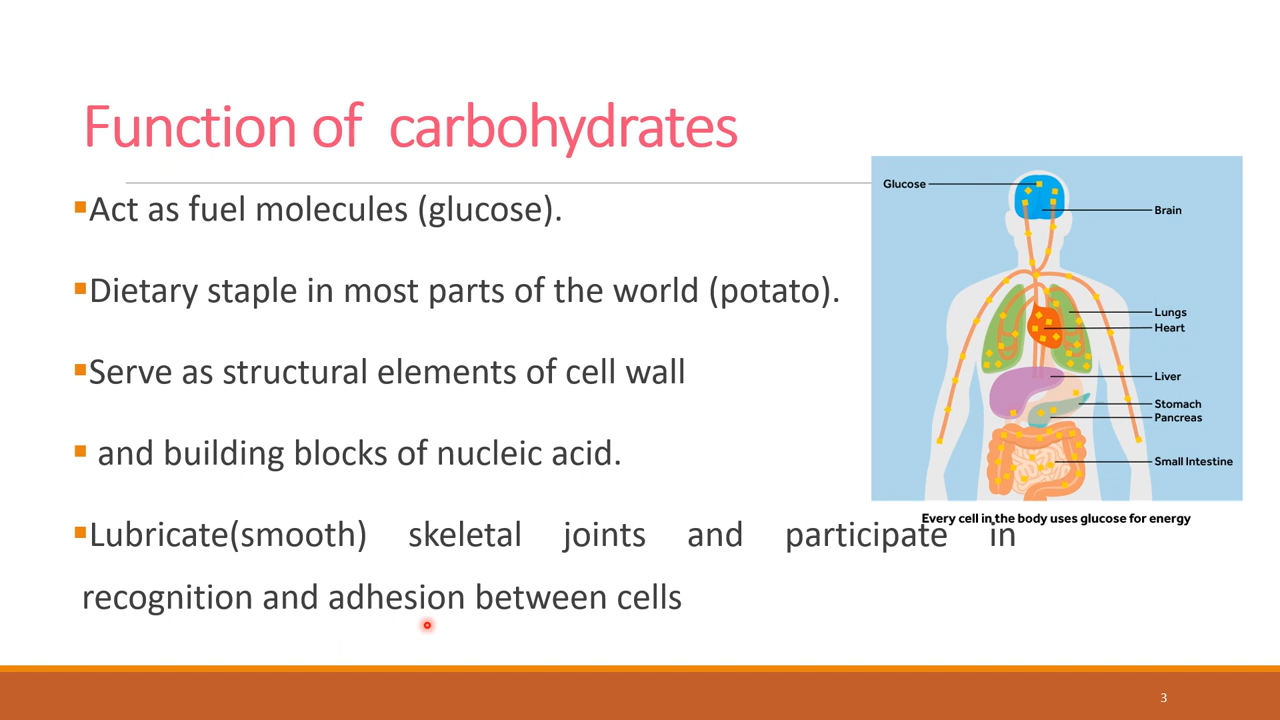 Function of carbohydrates
▪Act as fuel molecules (glucose).
▪Dietary staple in most parts of the world (potato).
▪Serve as structural elements of cell wall
▪ and building blocks of nucleic acid.
▪Lubricate(smooth) skeletal joints and participate in
recognition and adhesion between cells
Glucose
Brain
Lungs
Heart
Liver
Stomach
Pancreas
Small Intestine
Every cell in the body uses glucose for energy
3